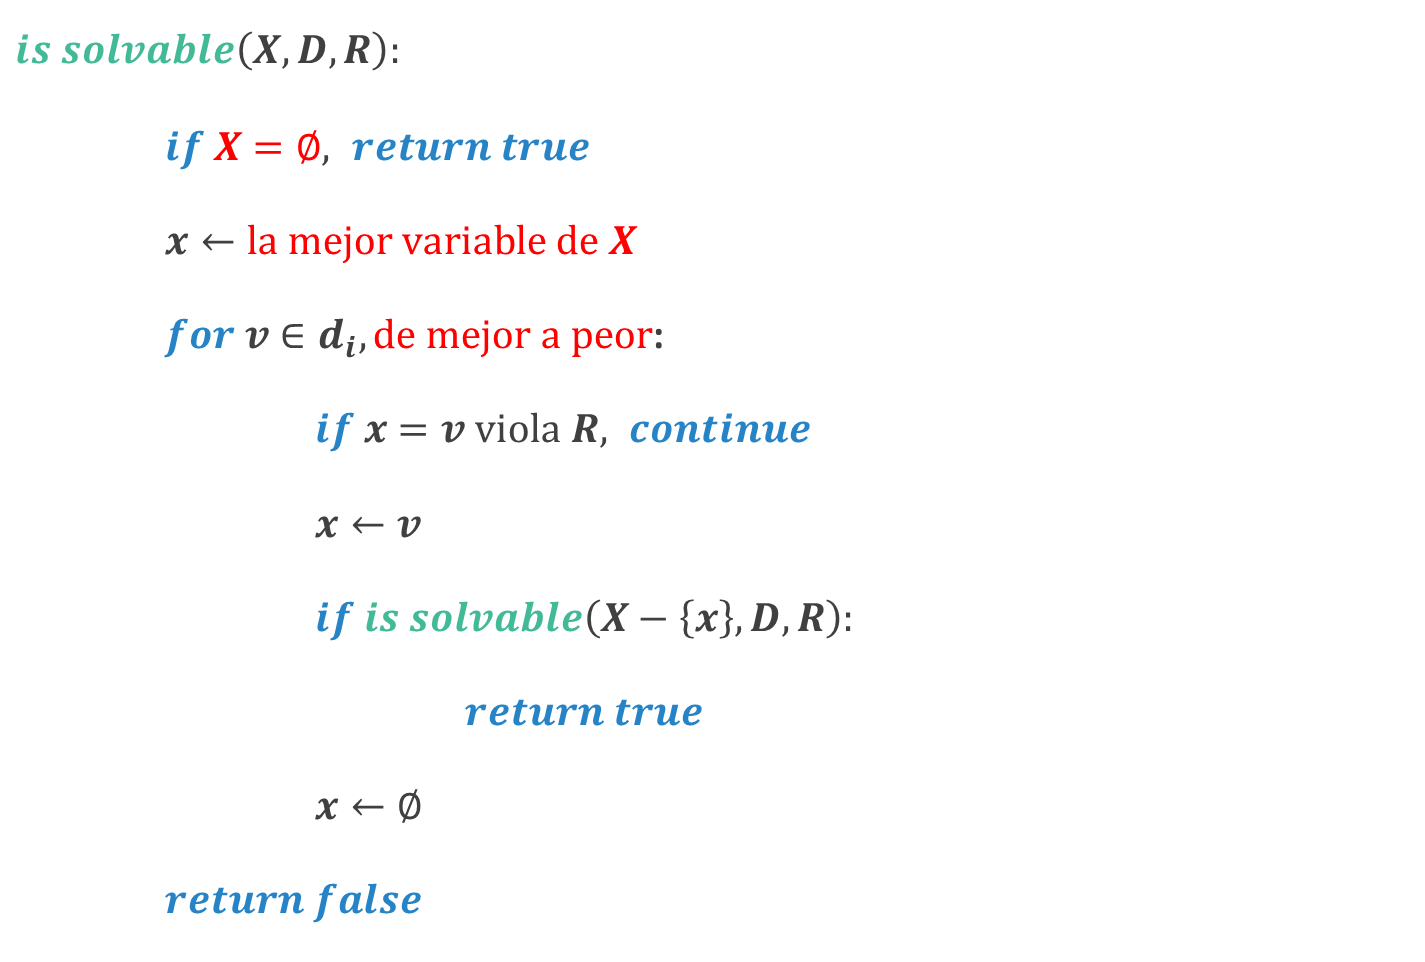 is solvable(X, D, R):
if X = ∅, return true
x ← la mejor variable de X
for v ∈ dᵢ, de mejor a peor:
if x = v viola R, continue
x ← v
if is solvable(X − {x}, D, R):
return true
x ← ∅
return false